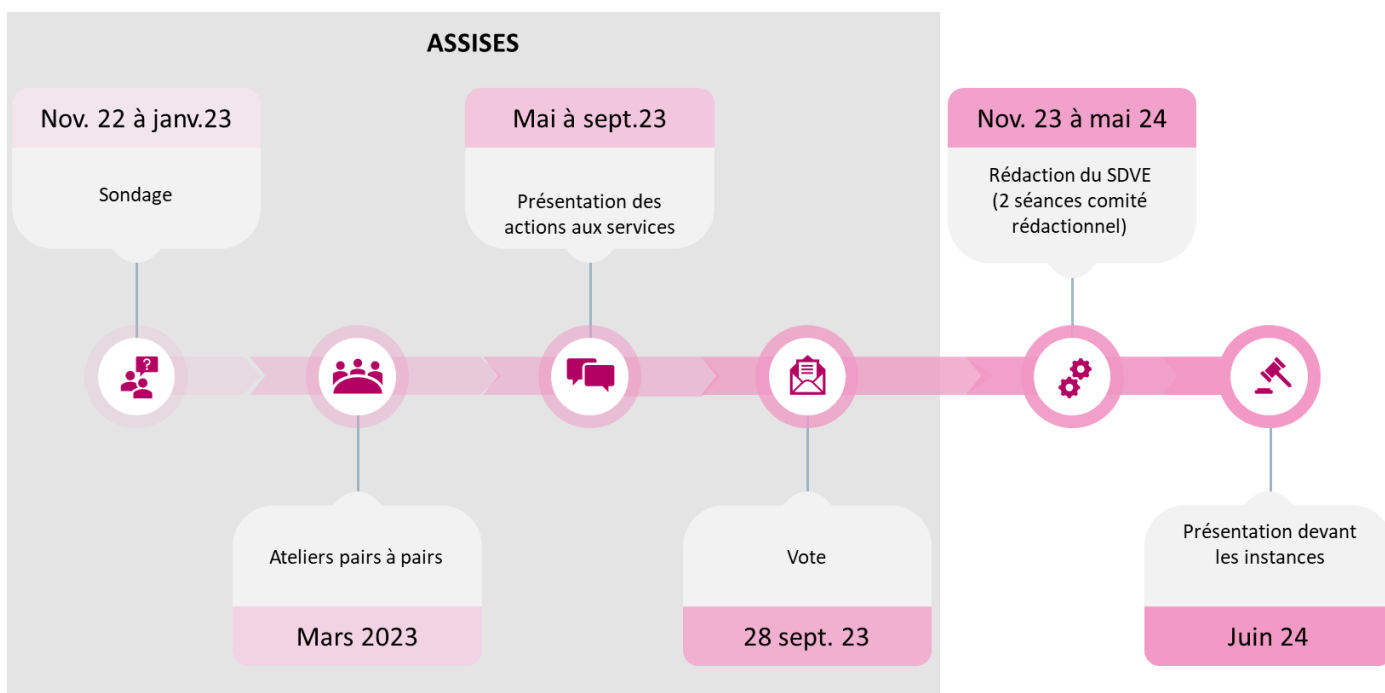 ASSISES
Nov. 22 à janv.23
Sondage
Mars 2023
Ateliers pairs à pairs
Mai à sept.23
Présentation des
actions aux services
28 sept. 23
Vote
Nov. 23 à mai 24
Rédaction du SDVE
(2 séances comité
rédactionnel)
Juin 24
Présentation devant
les instances
?